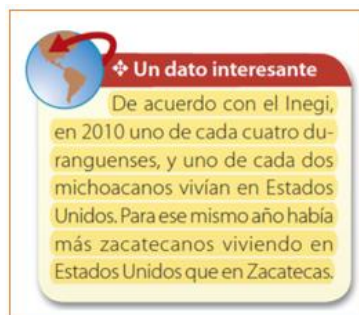 ❖ Un dato interesante
De acuerdo con el Inegi,
en 2010 uno de cada cuatro du-
ranguenses, y uno de cada dos
michoacanos vivían en Estados
Unidos. Para ese mismo año había
más zacatecanos viviendo en
Estados Unidos que en Zacatecas.